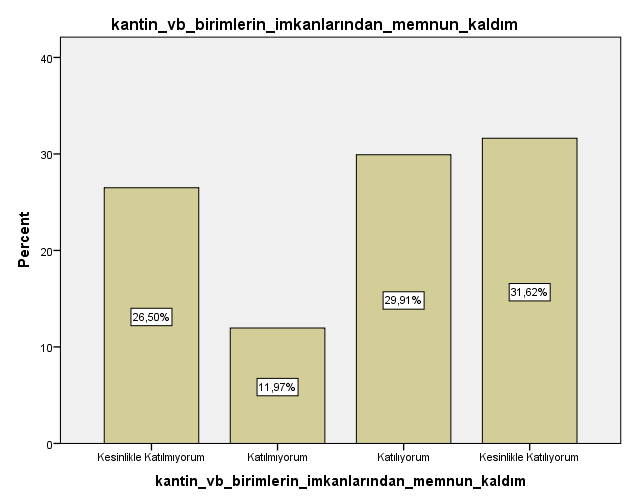 kantin_vb_birimlerin_imkanlarından_memnun_kaldım
40
30
20
10
0
Percent
26,50%
11,97%
29,91%
31,62%
Kesinlikle Katılmıyorum
Katılmıyorum
Katılıyorum
Kesinlikle Katılıyorum
kantin_vb_birimlerin_imkanlarından_memnun_kaldım